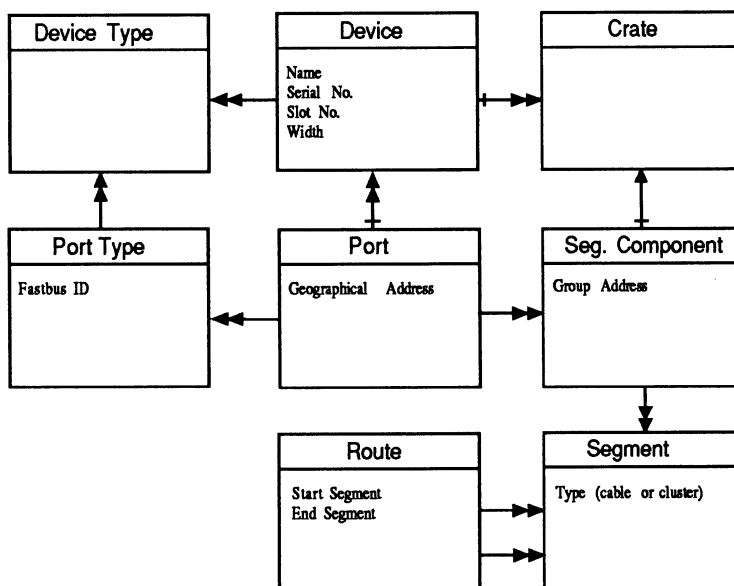 Device Type
Device
Name
Serial No.
Slot No.
Width
Crate
Port Type
Fastbus ID
Port
Geographical Address
Seg. Component
Group Address
Route
Start Segment
End Segment
Segment
Type (cable or cluster)